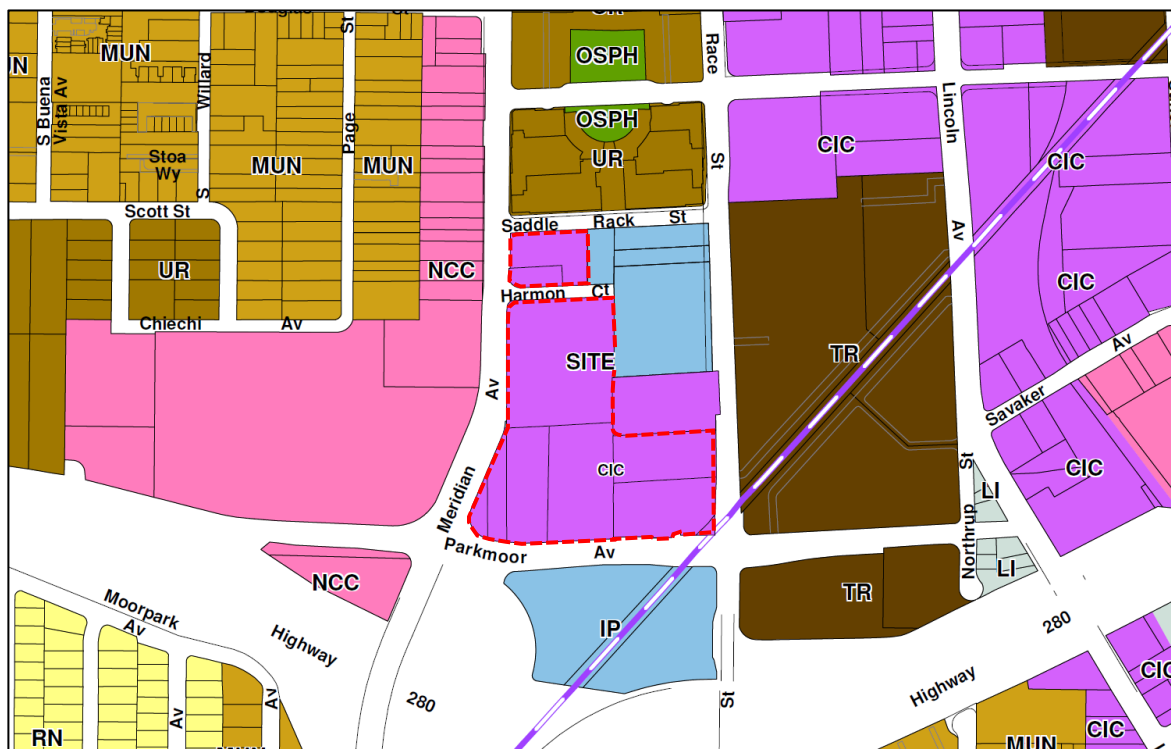 St
St
MUN
UN
S Buena
Vista Av
Willard
S
Stoa
Wy
MUN
Page
MUN
Scott St
UR
Chiechi
Av
NCC
OSPH
OSPH
UR
Race
St
Saddle
Rack
St
Harmon
Ct
SITE
CIC
Av
Meridian
Parkmoor
Av
CIC
Lincoln
Av
CIC
CIC
TR
Savaker
Av
CIC
St
Northrup
LI
LI
TR
IP
NCC
Moorpark
Av
Highway
280
RN
Av
Av
St
Highway
280
MUN
CIC
CIC